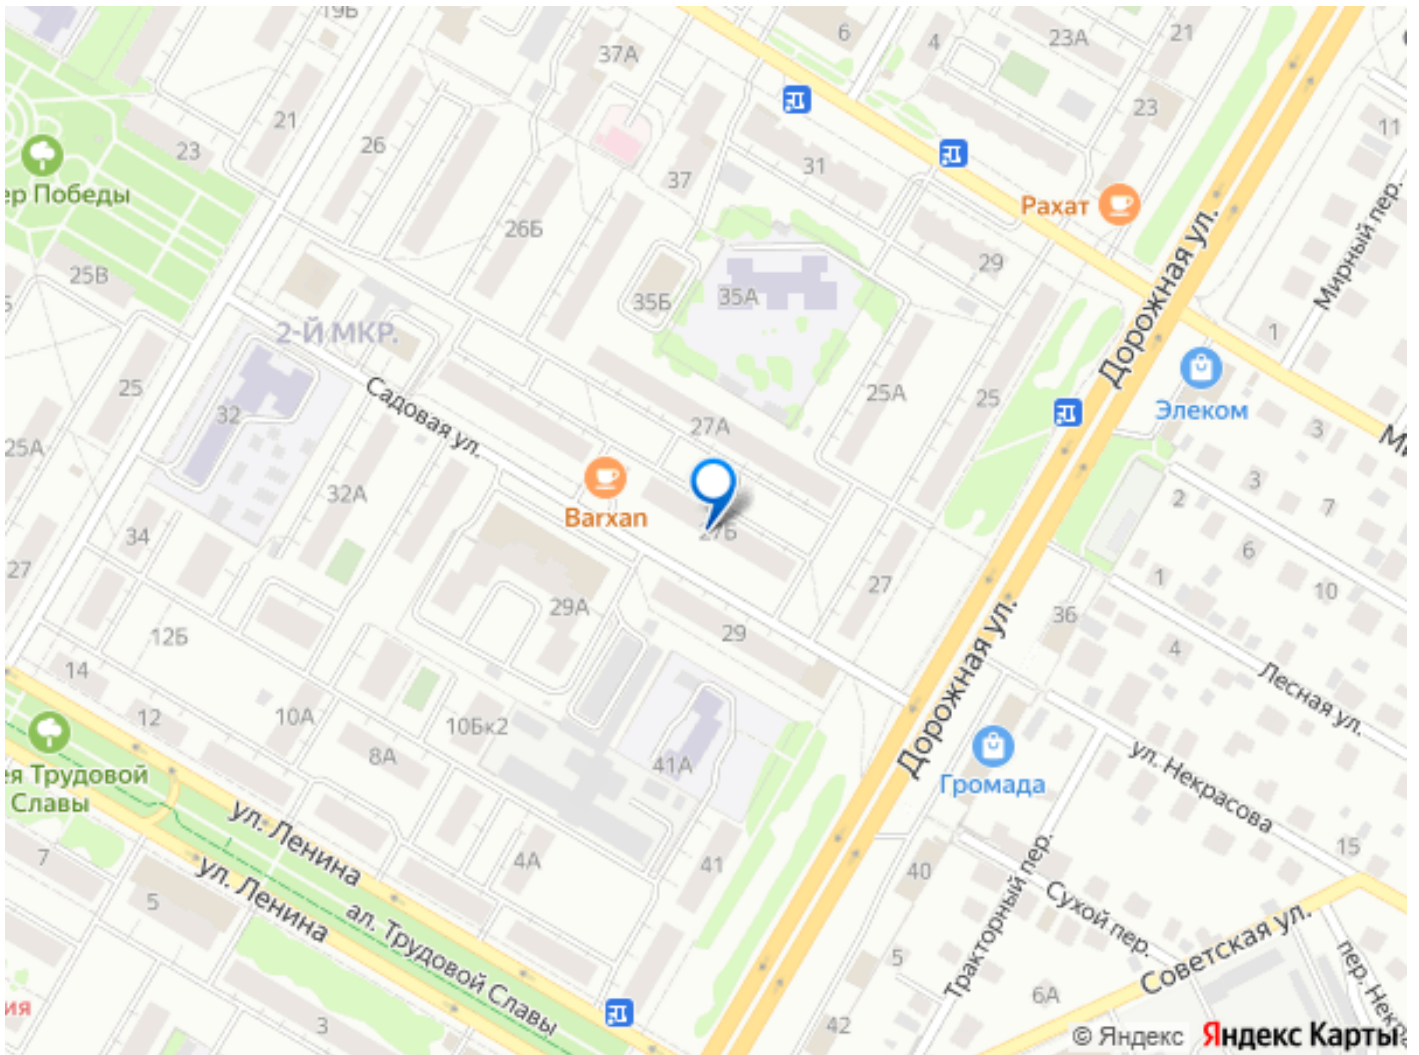 19Б
37А
6
4
23А
21
21
26
23
11
31
23
ер Победы
37
Рахат
Мирный пер.
26Б
29
Дорожная ул.
25В
35Б
35А
2-Й МКР.
1
25
32
Садовая ул.
25А
25
Элеком
27А
3
25А
Barxan
32А
3
2
7
34
27Б
6
27
29А
27
1
10
36
12Б
29
4
14
Дорожная ул.
Лесная ул.
12
10А
10Бк2
8А
41А
Громада
ул. Некрасова
ея Трудовой
Славы
ул. Ленина
7
4А
41
15
40
ул. Ленина
5
ал. Трудовой Славы
Тракторный пер.
Сухой пер.
Советская ул.
5
6А
3
42
ия
пер. Некр
© Яндекс
Яндекс Карты